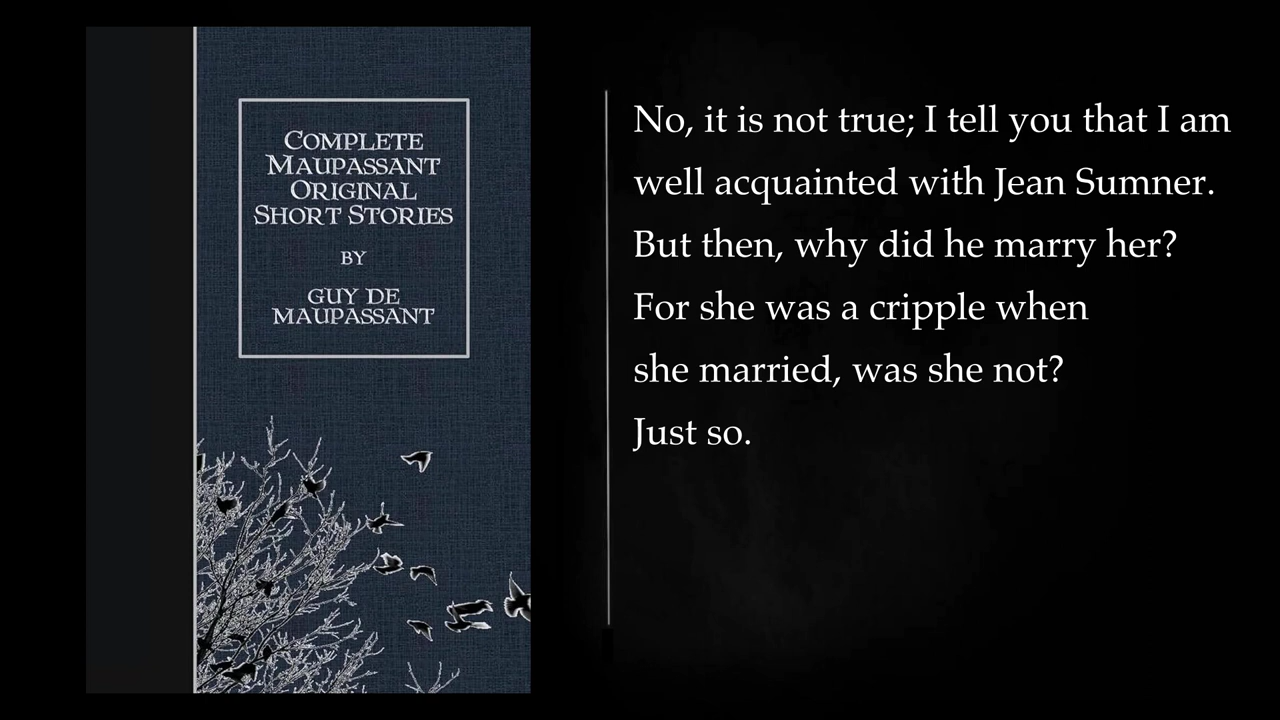 COMPLETE
MAUPASSANT
ORIGINAL
SHORT STORIES
BY
GUY DE
MAUPASSANT
No, it is not true; I tell you that I am
well acquainted with Jean Sumner.
But then, why did he marry her?
For she was a cripple when
she married, was she not?
Just so.